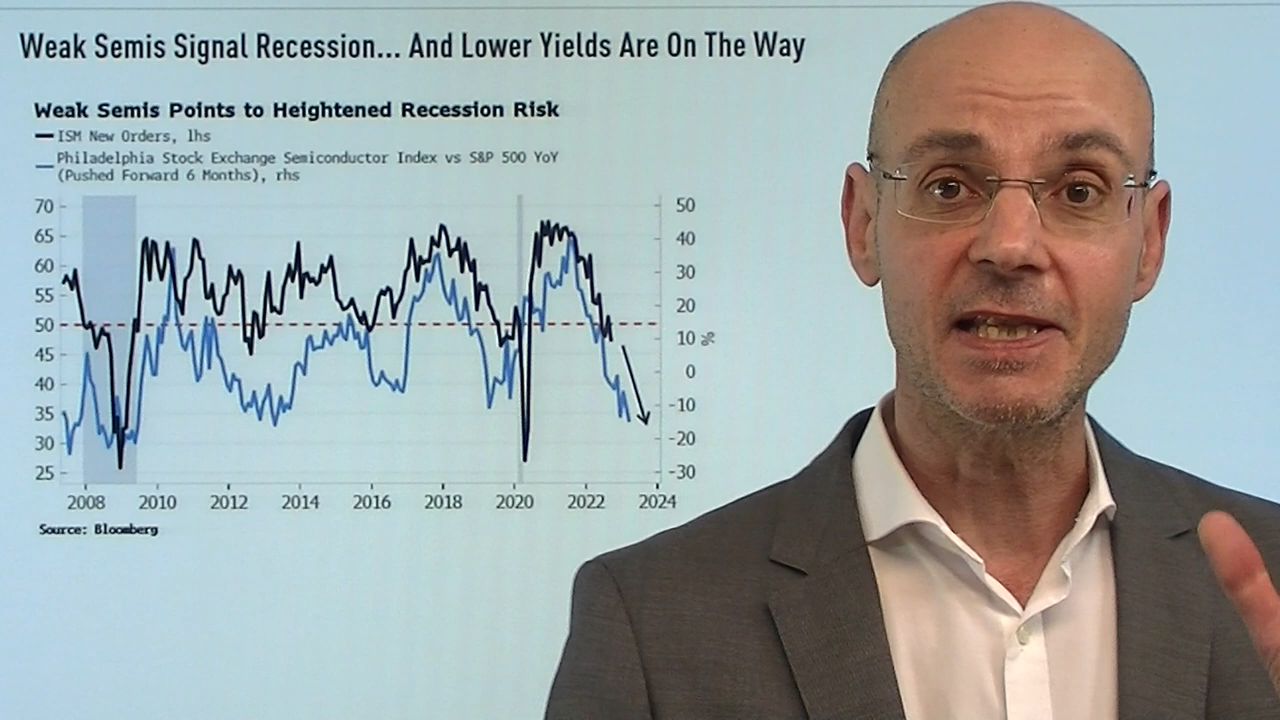 Weak Semis Signal Recession... And Lower Yields Are On The Way
Weak Semis Points to Heightened Recession Risk
ISM New Orders, lhs
Philadelphia Stock Exchange Semiconductor Index vs S&P 500 YoY
(Pushed Forward 6 Months), rhs
70
65
60
55
50
45
40
35
30
25
50
40
30
20
10
0
-10
-20
-30
%
2008 2010 2012 2014 2016 2018 2020 2022 2024
Source: Bloomberg